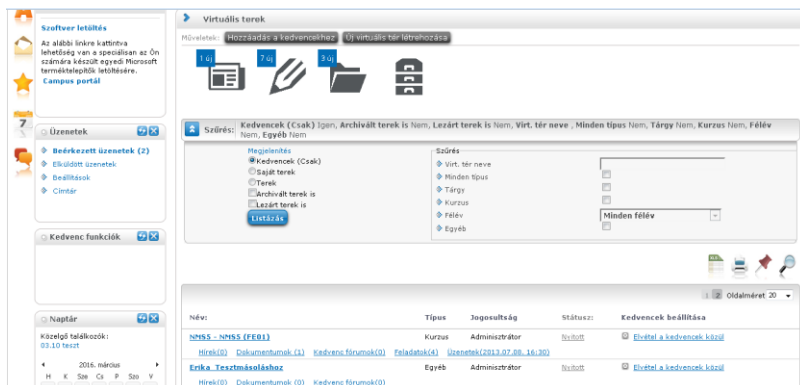 Szoftver letöltés
Az alábbi linkre kattintva
lehetőség van a speciálisan az Ön
számára készült egyedi Microsoft
terméktelepítők letöltésére.
Campus portál
7
Üzenetek
Beérkezett üzenetek (2)
Elküldött üzenetek
Beállítások
Címtár
Kedvenc funkciók
Naptár
Közelgő találkozók:
03.10 teszt
2016. március
H K Sze Cs P Szo V
Virtuális terek
Műveletek: Hozzáadás a kedvencekhez Új virtuális tér létrehozása
1 új 7 új 3 új
Szűrés: Kedvencek (Csak) Igen, Archivált terek is Nem, Lezárt terek is Nem, Virt. tér neve , Minden típus Nem, Tárgy Nem, Kurzus Nem, Félév
Nem, Egyéb Nem
Megjelenítés
Kedvencek (Csak)
Saját terek
Terek
Archivált terek is
Lezárt terek is
Listázás
Szűrés
Virt. tér neve
Minden típus
Tárgy
Kurzus
Félév Minden félév
Egyéb
1 2 Oldalméret 20
Név: Típus Jogosultság Státusz: Kedvencek beállítása
NMS5 - NMS5 (FE01) Kurzus Adminisztrátor Nyitott Elvétel a kedvencek közül
Hírek(0) Dokumentumok (1) Kedvenc fórumok(0) Feladatok(4) Üzenetek(2013.07.08. 16:30)
Erika_Tesztmásoláshoz Egyéb Adminisztrátor Nyitott Elvétel a kedvencek közül
Hírek(0) Dokumentumok (0) Kedvenc fórumok(0)